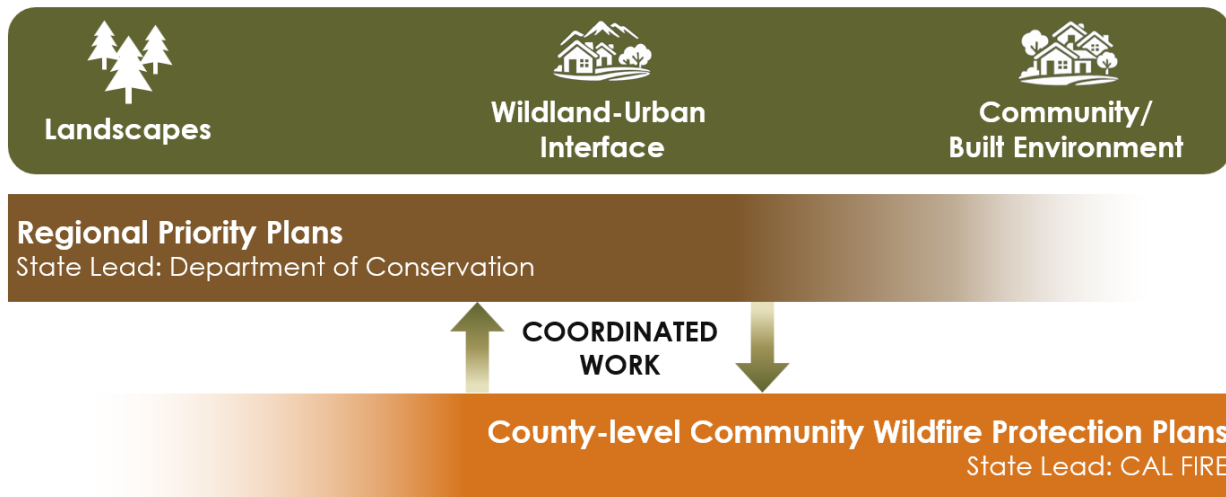 Landscapes
Wildland-Urban
Interface
Community/
Built Environment
Regional Priority Plans
State Lead: Department of Conservation
COORDINATED
WORK
County-level Community Wildfire Protection Plans
State Lead: CAL FIRE